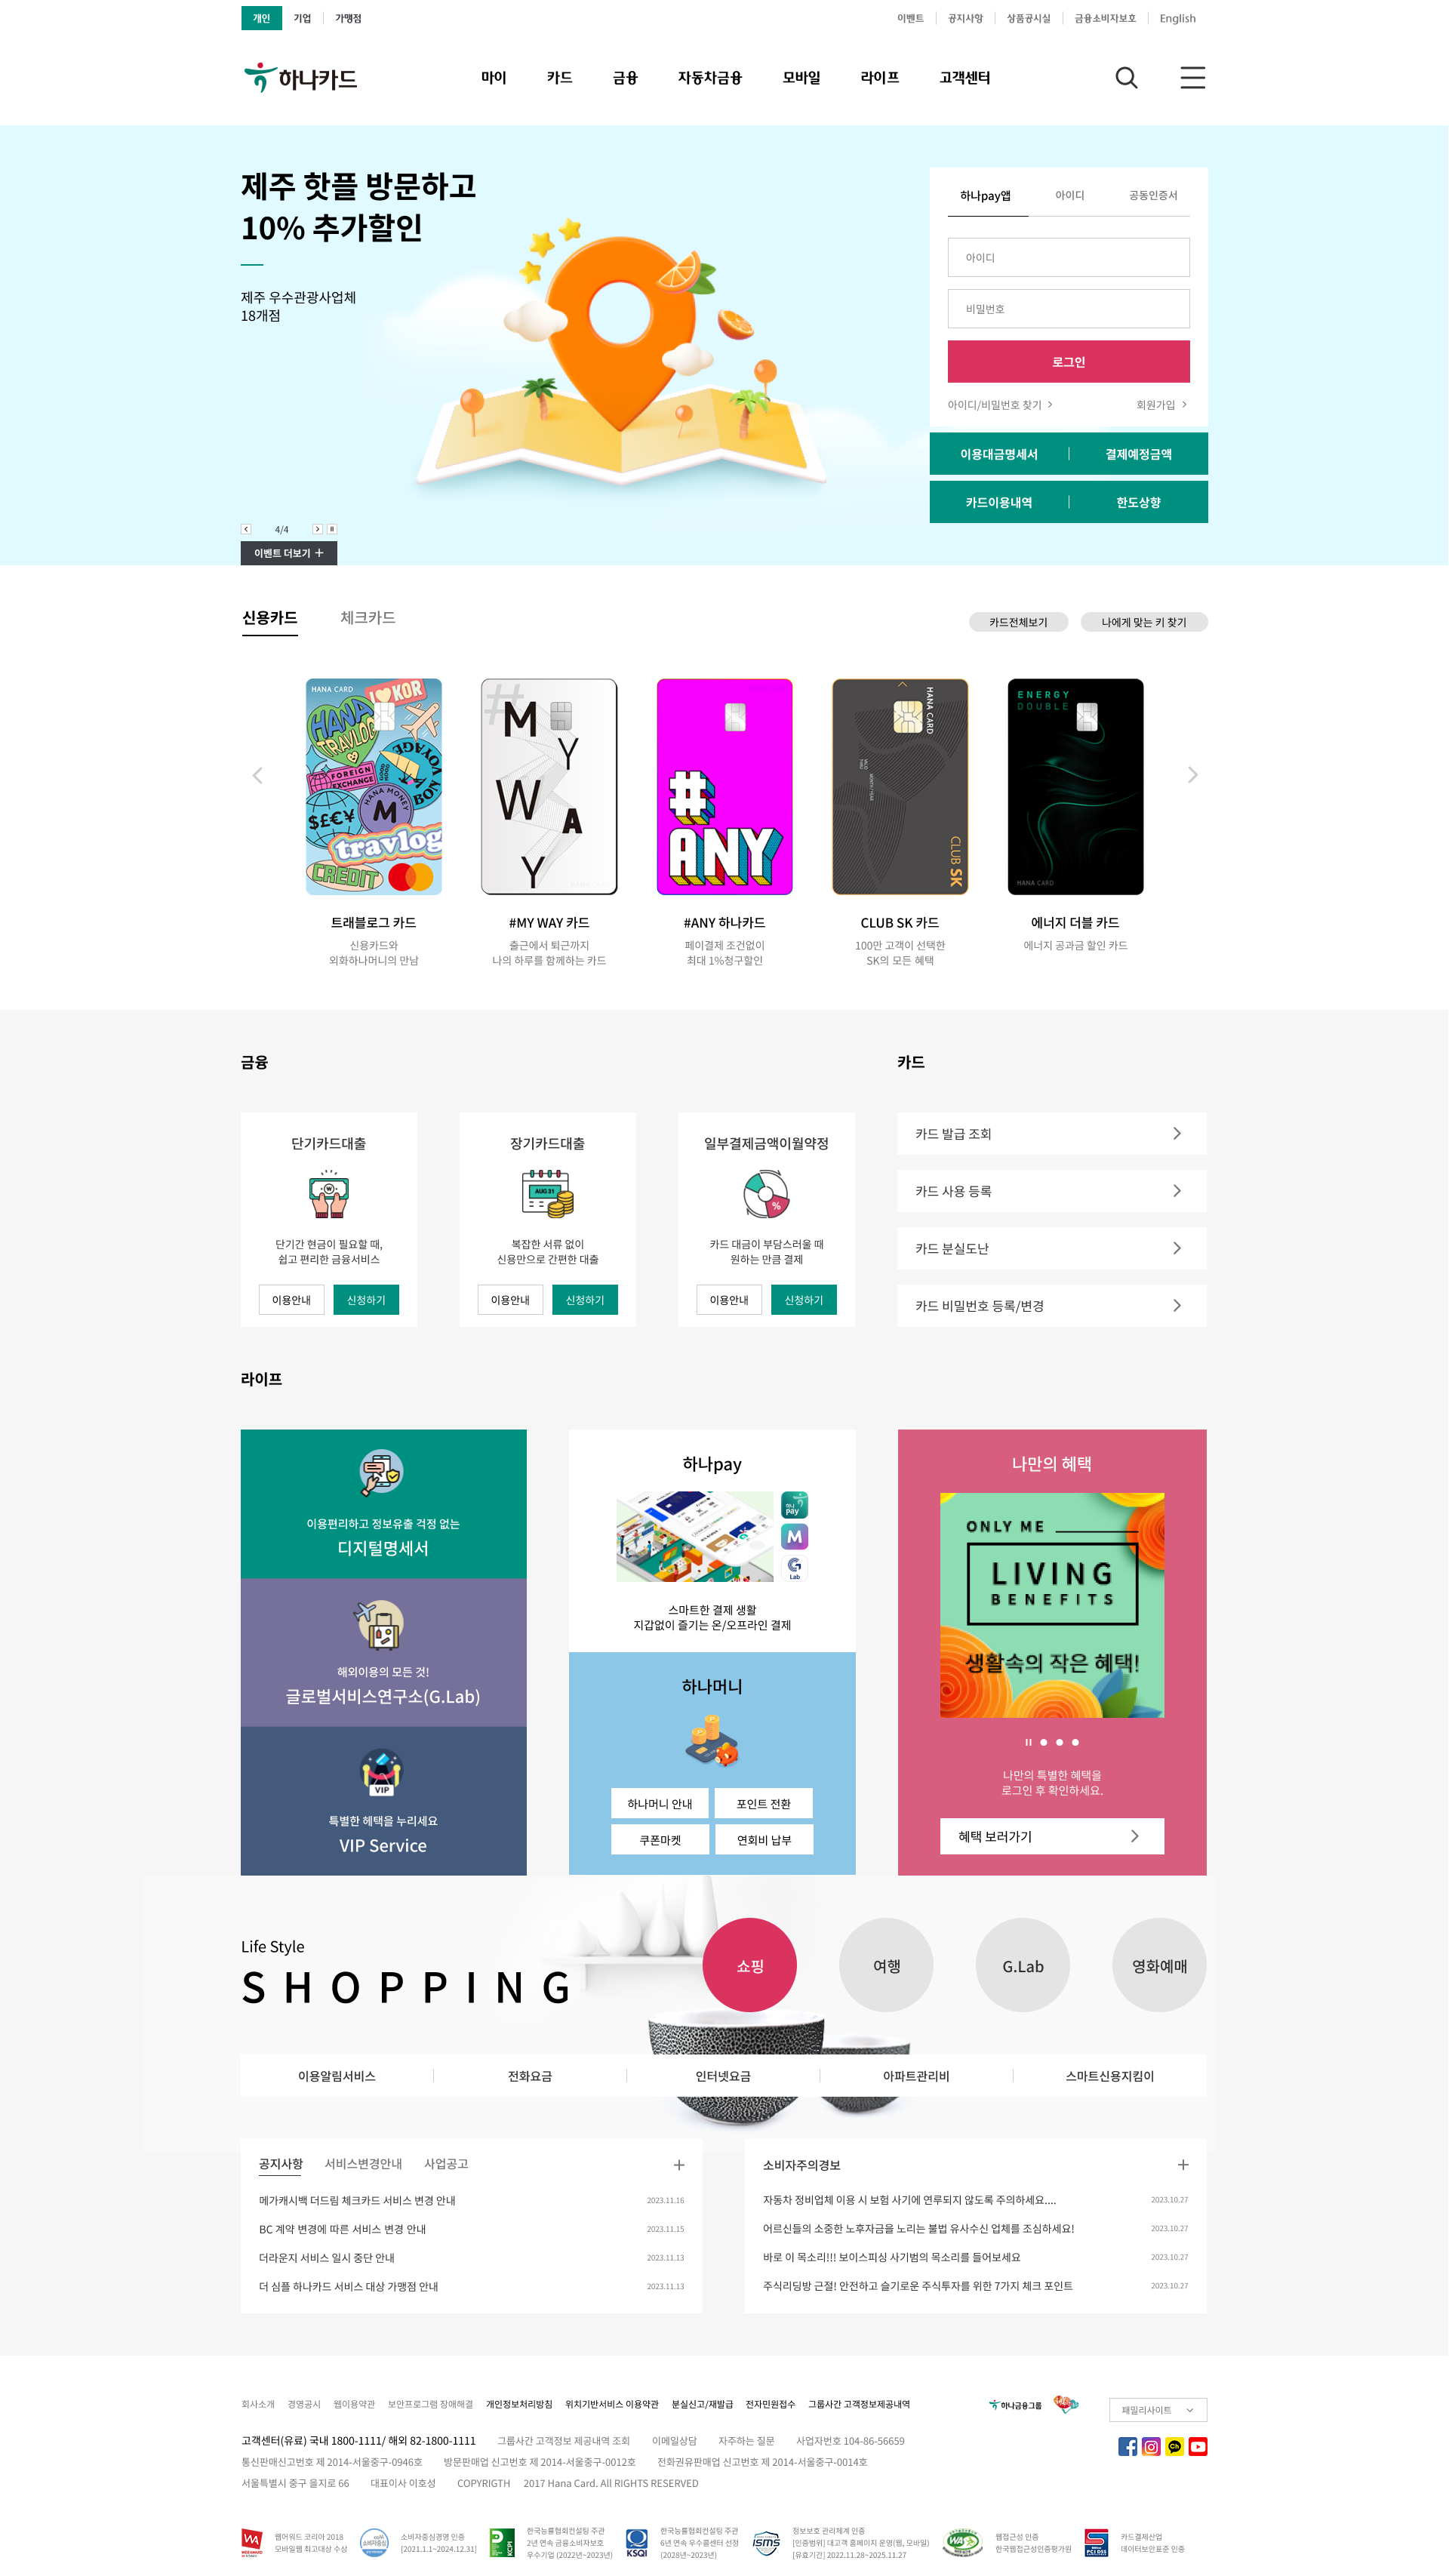 개인 기업 가맹점
이벤트 공지사항 상품공시실 금융소비자보호 English
하나카드
마이 카드 금융 자동차금융 모바일 라이프 고객센터
제주 핫플 방문하고
10% 추가할인
제주 우수관광사업체
18개점
4/4
이벤트 더보기
하나pay앱 아이디 공동인증서
아이디
비밀번호
로그인
아이디/비밀번호 찾기 회원가입
이용대금명세서 결제예정금액
카드이용내역 한도상향
신용카드 체크카드
카드전체보기 나에게 맞는 키 찾기
HANA CARD
I KOR
HANA TRAVLOG
GOOD MOOD
BON VOYAGE
FOREIGN EXCHANGE
HANA MONEY
M
$£€¥
travlog
CREDIT
#
M Y W A Y
# ANY
HANA CARD
CLUB SK
ENERGY
DOUBLE
HANA CARD
트래블로그 카드
신용카드와
외화하나머니의 만남
#MY WAY 카드
출근에서 퇴근까지
나의 하루를 함께하는 카드
#ANY 하나카드
페이결제 조건없이
최대 1%청구할인
CLUB SK 카드
100만 고객이 선택한
SK의 모든 혜택
에너지 더블 카드
에너지 공과금 할인 카드
금융
단기카드대출
단기간 현금이 필요할 때,
쉽고 편리한 금융서비스
이용안내 신청하기
장기카드대출
AUG 31
복잡한 서류 없이
신용만으로 간편한 대출
이용안내 신청하기
일부결제금액이월약정
%
카드 대금이 부담스러울 때
원하는 만큼 결제
이용안내 신청하기
카드
카드 발급 조회
카드 사용 등록
카드 분실도난
카드 비밀번호 등록/변경
라이프
이용편리하고 정보유출 걱정 없는
디지털명세서
해외이용의 모든 것!
글로벌서비스연구소(G.Lab)
VIP
특별한 혜택을 누리세요
VIP Service
하나pay
하나 pay
M
G Lab
스마트한 결제 생활
지갑없이 즐기는 온/오프라인 결제
하나머니
하나머니 안내 포인트 전환
쿠폰마켓 연회비 납부
나만의 혜택
ONLY ME
LIVING
BENEFITS
생활속의 작은 혜택!
나만의 특별한 혜택을
로그인 후 확인하세요.
혜택 보러가기
Life Style
SHOPPING
쇼핑 여행 G.Lab 영화예매
이용알림서비스 전화요금 인터넷요금 아파트관리비 스마트신용지킴이
공지사항 서비스변경안내 사업공고
메가캐시백 더드림 체크카드 서비스 변경 안내 2023.11.16
BC 계약 변경에 따른 서비스 변경 안내 2023.11.15
더라운지 서비스 일시 중단 안내 2023.11.13
더 심플 하나카드 서비스 대상 가맹점 안내 2023.11.13
소비자주의경보
자동차 정비업체 이용 시 보험 사기에 연루되지 않도록 주의하세요.... 2023.10.27
어르신들의 소중한 노후자금을 노리는 불법 유사수신 업체를 조심하세요! 2023.10.27
바로 이 목소리!!! 보이스피싱 사기범의 목소리를 들어보세요 2023.10.27
주식리딩방 근절! 안전하고 슬기로운 주식투자를 위한 7가지 체크 포인트 2023.10.27
회사소개 경영공시 웹이용약관 보안프로그램 장애해결 개인정보처리방침 위치기반서비스 이용약관 분실신고/재발급 전자민원접수 그룹사간 고객정보제공내역
하나금융그룹
패밀리사이트
고객센터(유료) 국내 1800-1111/ 해외 82-1800-1111 그룹사간 고객정보 제공내역 조회 이메일상담 자주하는 질문 사업자번호 104-86-56659
통신판매신고번호 제 2014-서울중구-0946호 방문판매업 신고번호 제 2014-서울중구-0012호 전화권유판매업 신고번호 제 2014-서울중구-0014호
서울특별시 중구 을지로 66 대표이사 이호성 COPYRIGTH 2017 Hana Card. All RIGHTS RESERVED
WA
웹어워드 코리아 2018
모바일웹 최고대상 수상
소비자중심
소비자중심경영 인증
[2021.1.1~2024.12.31]
KCPI
한국능률협회컨설팅 주관
2년 연속 금융소비자보호
우수기업 (2022년~2023년)
KSQI
한국능률협회컨설팅 주관
6년 연속 우수콜센터 선정
(2028년~2023년)
ISMS
정보보호 관리체계 인증
[인증범위] 대고객 홈페이지 운영(웹, 모바일)
[유효기간] 2022.11.28~2025.11.27
WA
웹접근성 인증
한국웹접근성인증평가원
PCI DSS
카드결제산업
데이터보안표준 인증